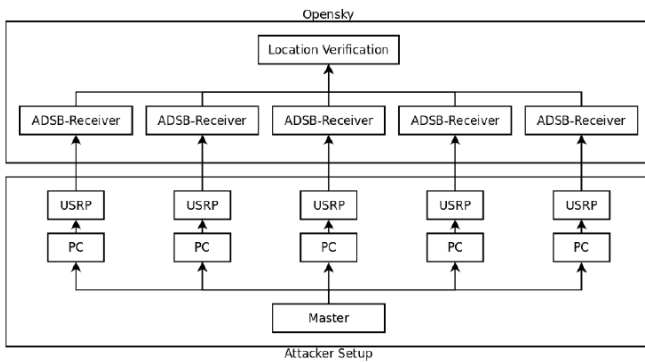 Opensky
Location Verification
ADSB-Receiver ADSB-Receiver ADSB-Receiver ADSB-Receiver ADSB-Receiver
USRP USRP USRP USRP USRP
PC PC PC PC PC
Master
Attacker Setup